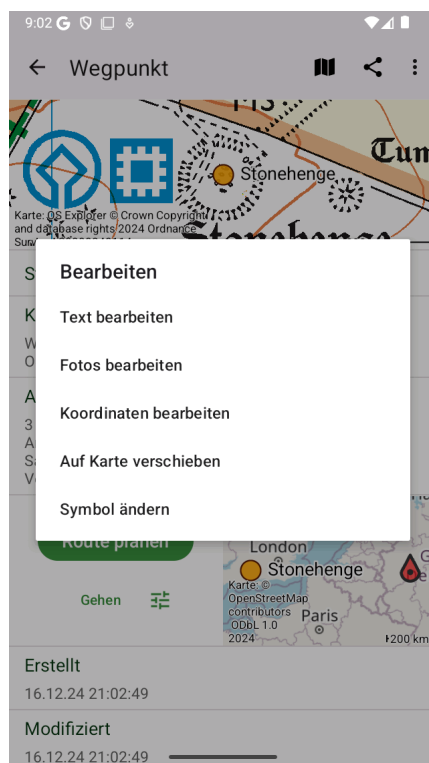 9:02
Wegpunkt
Stonehenge
Karte: OS Explorer © Crown Copyright
and database rights 2024 Ordnance
Stonehenge
Bearbeiten
Text bearbeiten
Fotos bearbeiten
Koordinaten bearbeiten
Auf Karte verschieben
Symbol ändern
Route planen
Gehen
London
Stonehenge
Karte: ©
OpenStreetMap
contributors
ODbL 1.0
2024
Paris
200 km
Erstellt
16.12.24 21:02:49
Modifiziert
16.12.24 21:02:49